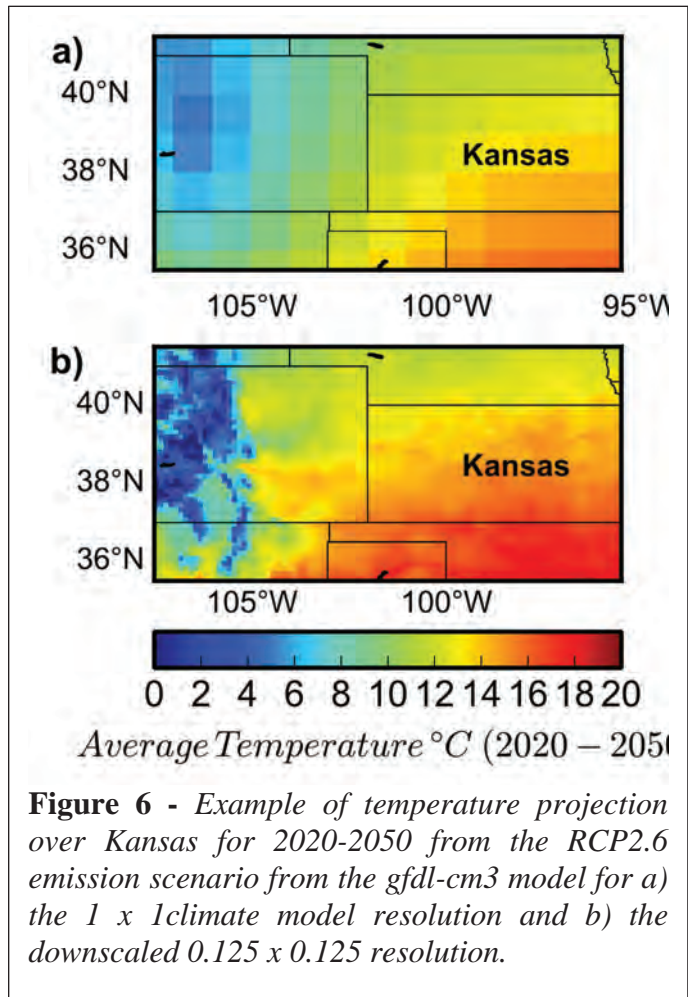 a)
40°N
38°N
Kansas
36°N
105°W 100°W 95°W
b)
40°N
38°N
Kansas
36°N
105°W 100°W
0 2 4 6 8 10 12 14 16 18 20
Average Temperature °C (2020 − 2050
Figure 6 - Example of temperature projection
over Kansas for 2020-2050 from the RCP2.6
emission scenario from the gfdl-cm3 model for a)
the 1 x 1climate model resolution and b) the
downscaled 0.125 x 0.125 resolution.